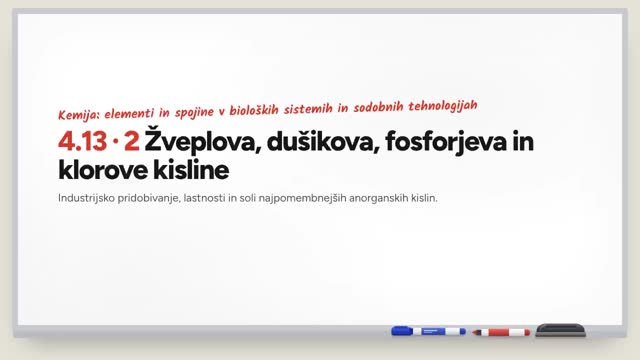 Kemija: elementi in spojine v bioloških sistemih in sodobnih tehnologijah
4.13 · 2 Žveplova, dušikova, fosforjeva in
klorove kisline
Industrijsko pridobivanje, lastnosti in soli najpomembnejših anorganskih kislin.